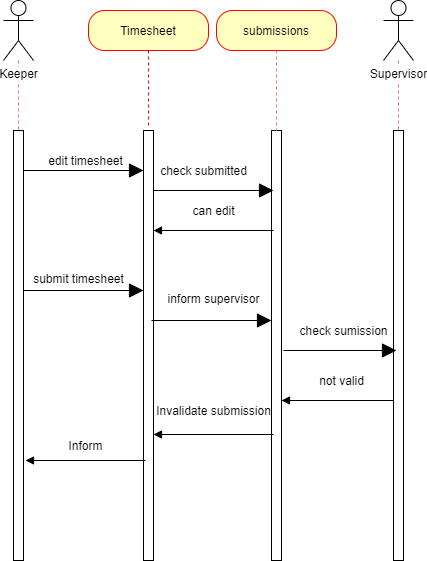 Timesheet
submissions
Keeper
Supervisor
edit timesheet
check submitted
can edit
submit timesheet
inform supervisor
check sumission
not valid
Invalidate submission
Inform